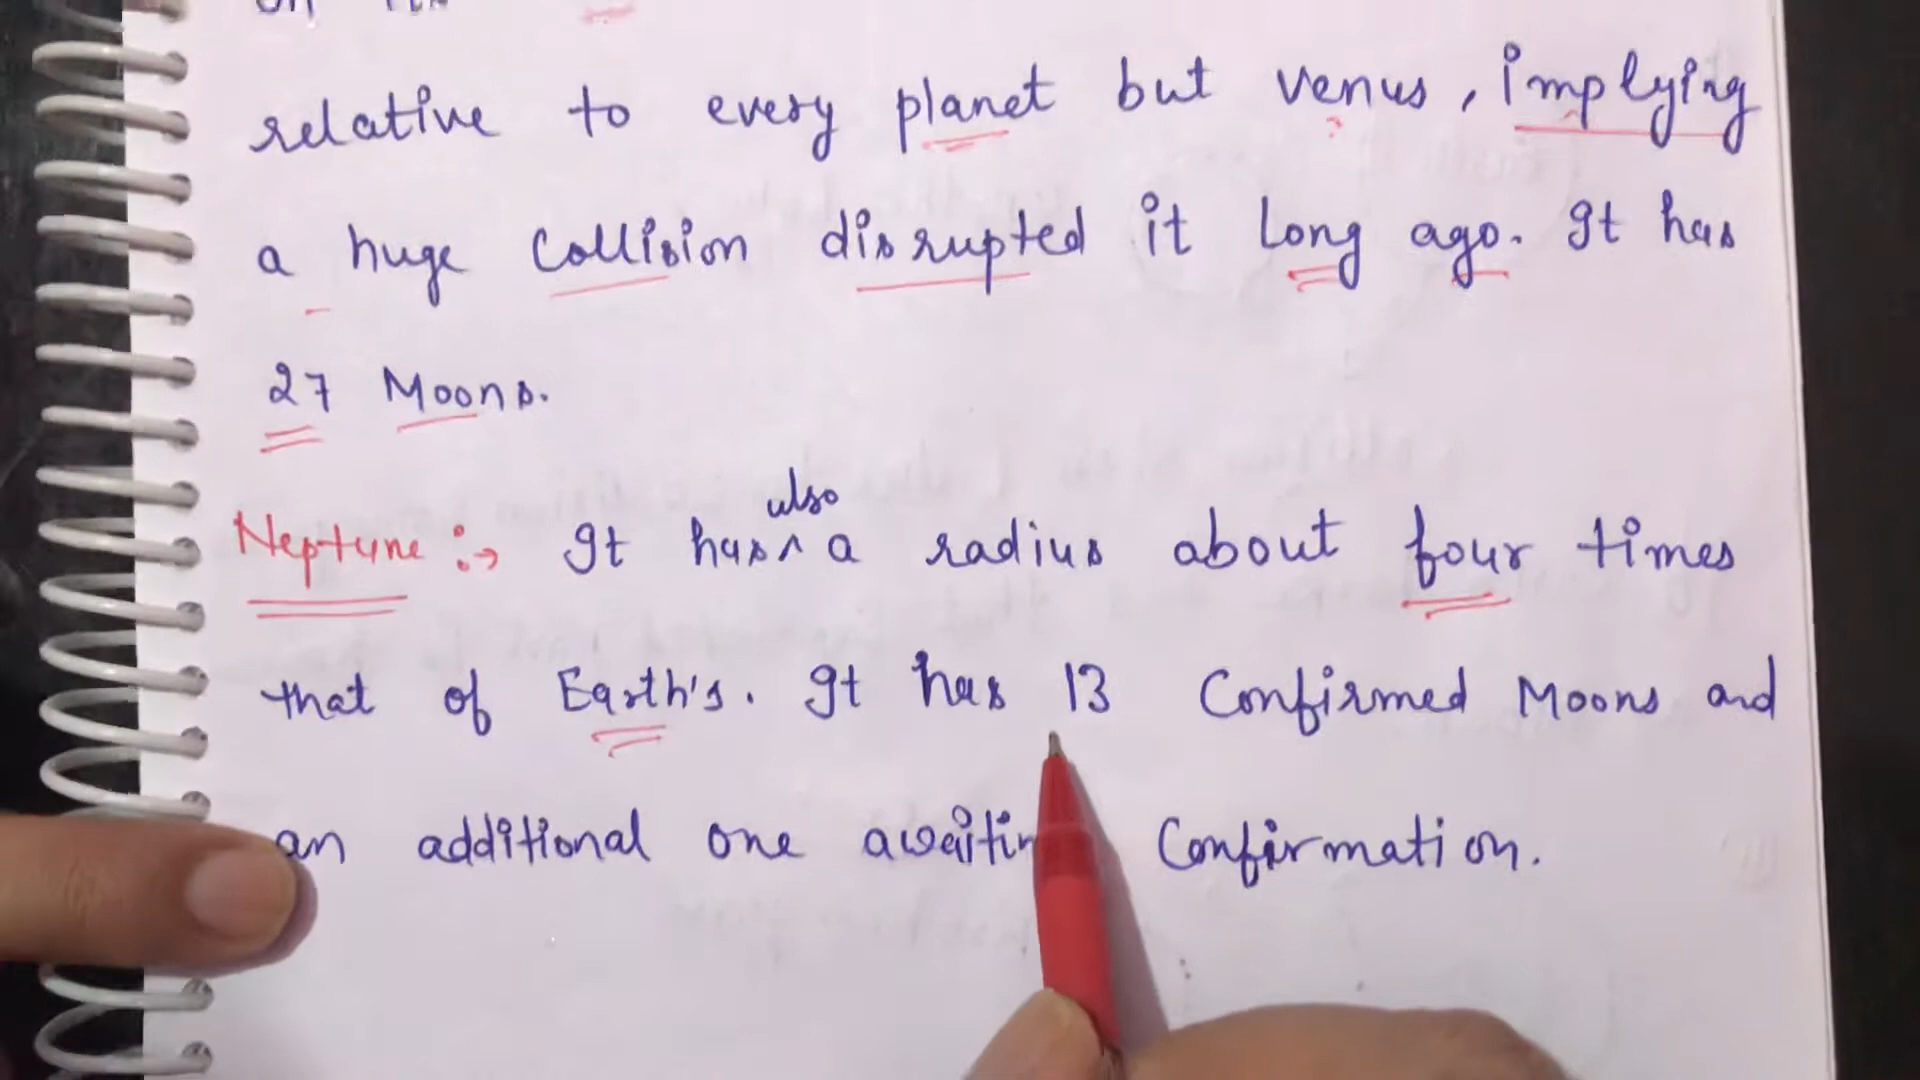 relative to every planet but venus, implying
a huge Collision disrupted it long ago. It has
27 Moons.
also
Neptune :→ It has ^ a radius about four times
that of Earth's. It has 13 Confirmed Moons and
an additional one Confirmation.